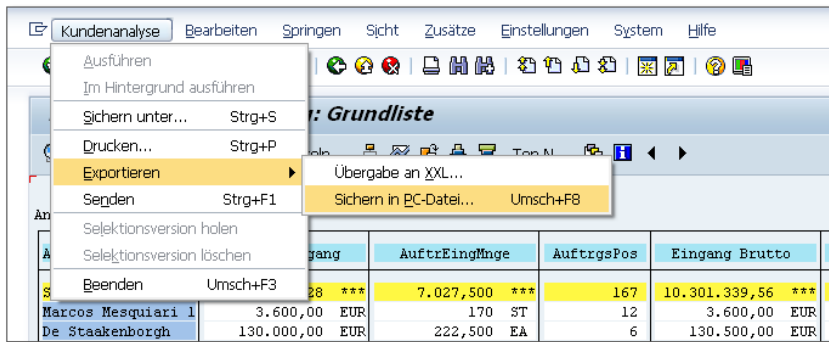 Kundenanalyse Bearbeiten Springen Sicht Zusätze Einstellungen System Hilfe
Ausführen
Im Hintergrund ausführen
Sichern unter... Strg+S
: Grundliste
Drucken... Strg+P
Top N
Exportieren
Übergabe an XXL...
Senden Strg+F1
Sichern in PC-Datei... Umsch+F8
An
Selektionsversion holen
Selektionsversion löschen
A gang AuftrEingMnge AuftrgsPos Eingang Brutto
Beenden Umsch+F3
S 28 *** 7.027,500 *** 167 10.301.339,56 ***
Marcos Mesquiari l 3.600,00 EUR 170 ST 12 3.600,00 EUR
De Staakenborgh 130.000,00 EUR 222,500 EA 6 130.500,00 EUR